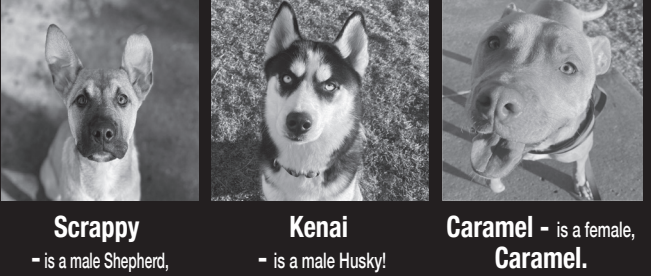 Scrappy
- is a male Shepherd,
Kenai
- is a male Husky!
Caramel - is a female,
Caramel.